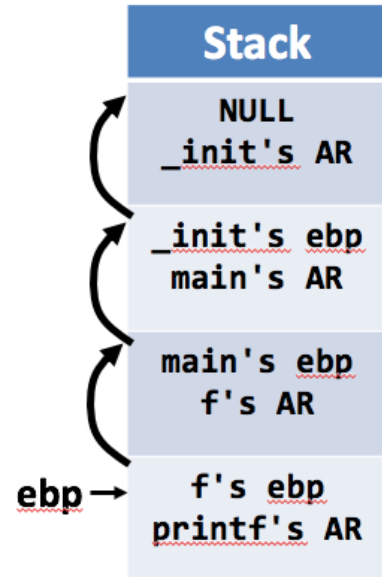 Stack
NULL
_init's AR
_init's ebp
main's AR
main's ebp
f's AR
ebp
f's ebp
printf's AR